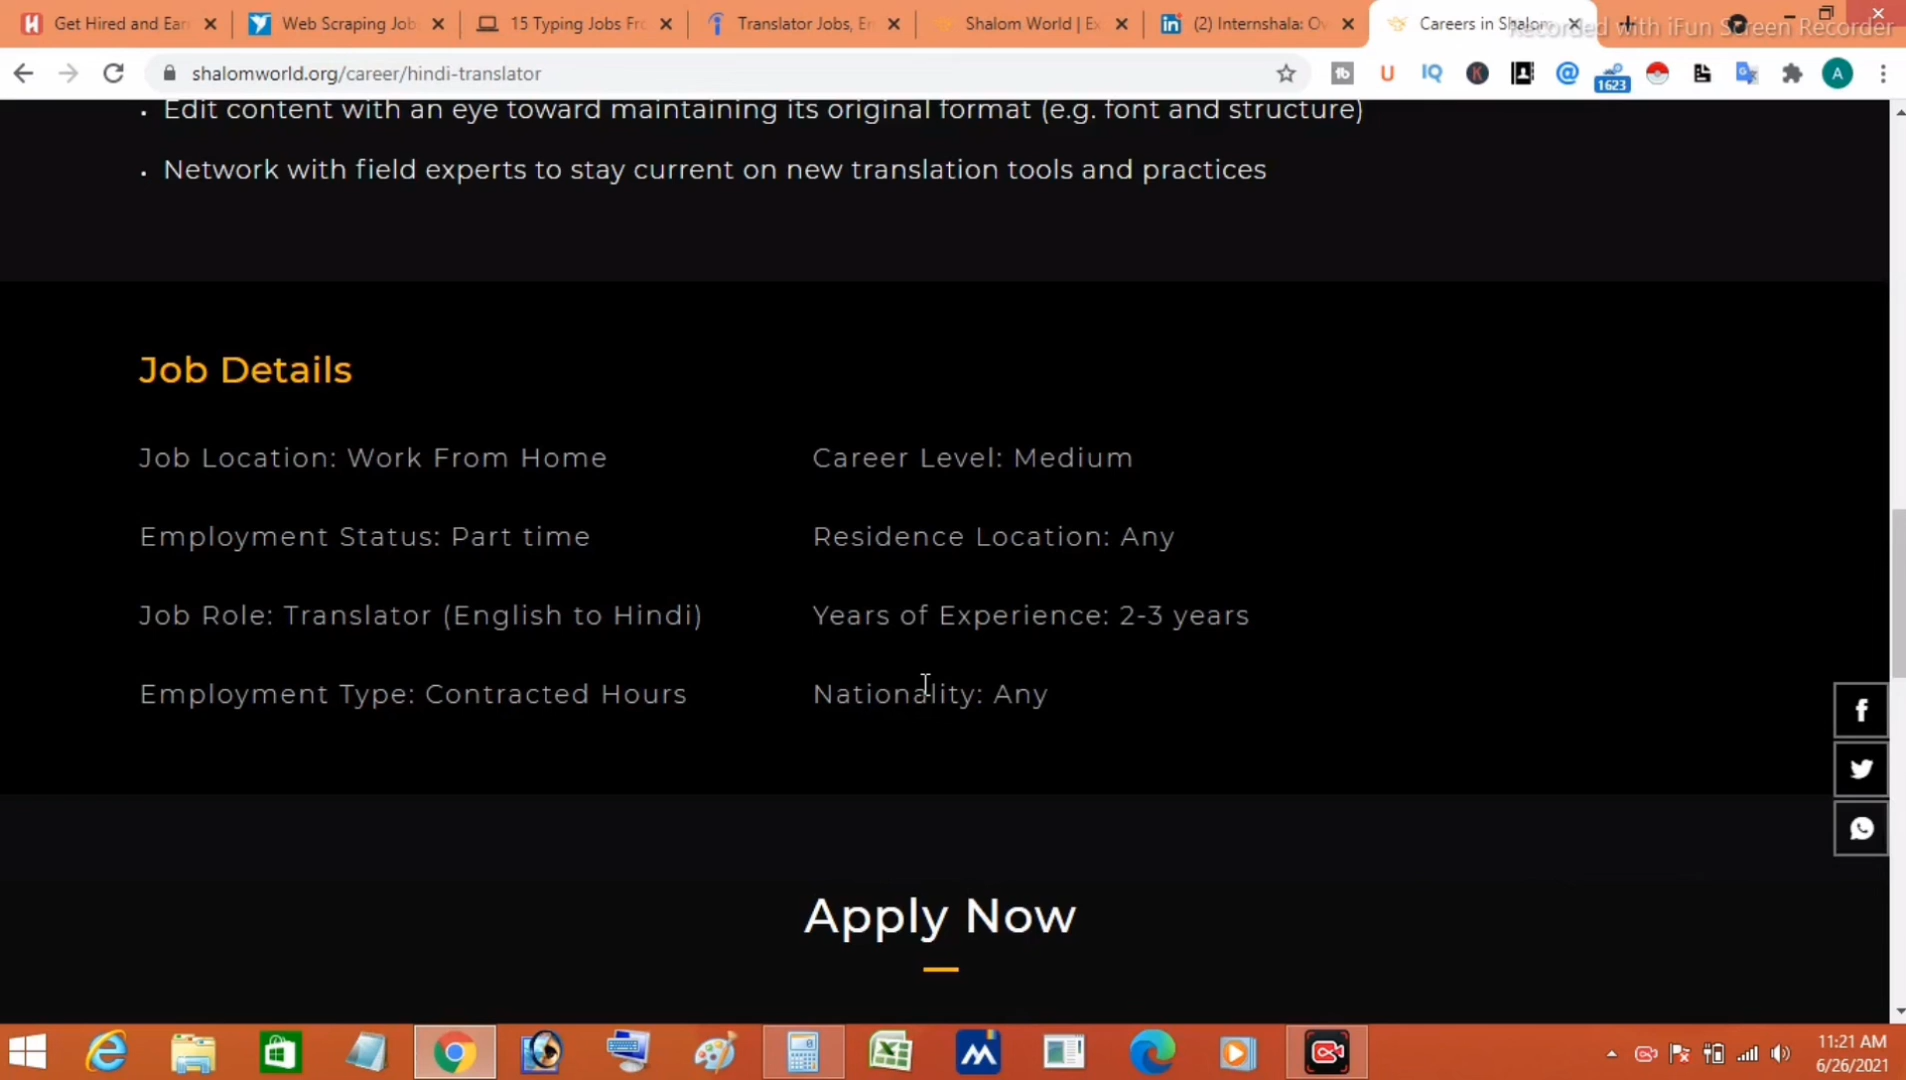 Get Hired and Ear
Web Scraping Job
15 Typing Jobs Fro
Translator Jobs, E
Shalom World | E
(2) Internshala: O
Careers in Shalom
Recorded with iFun Screen Recorder
shalomworld.org/career/hindi-translator
U
IQ
K
1623
A
• Edit content with an eye toward maintaining its original format (e.g. font and structure)
• Network with field experts to stay current on new translation tools and practices
Job Details
Job Location: Work From Home
Career Level: Medium
Employment Status: Part time
Residence Location: Any
Job Role: Translator (English to Hindi)
Years of Experience: 2-3 years
Employment Type: Contracted Hours
Nationality: Any
Apply Now
11:21 AM
6/26/2021